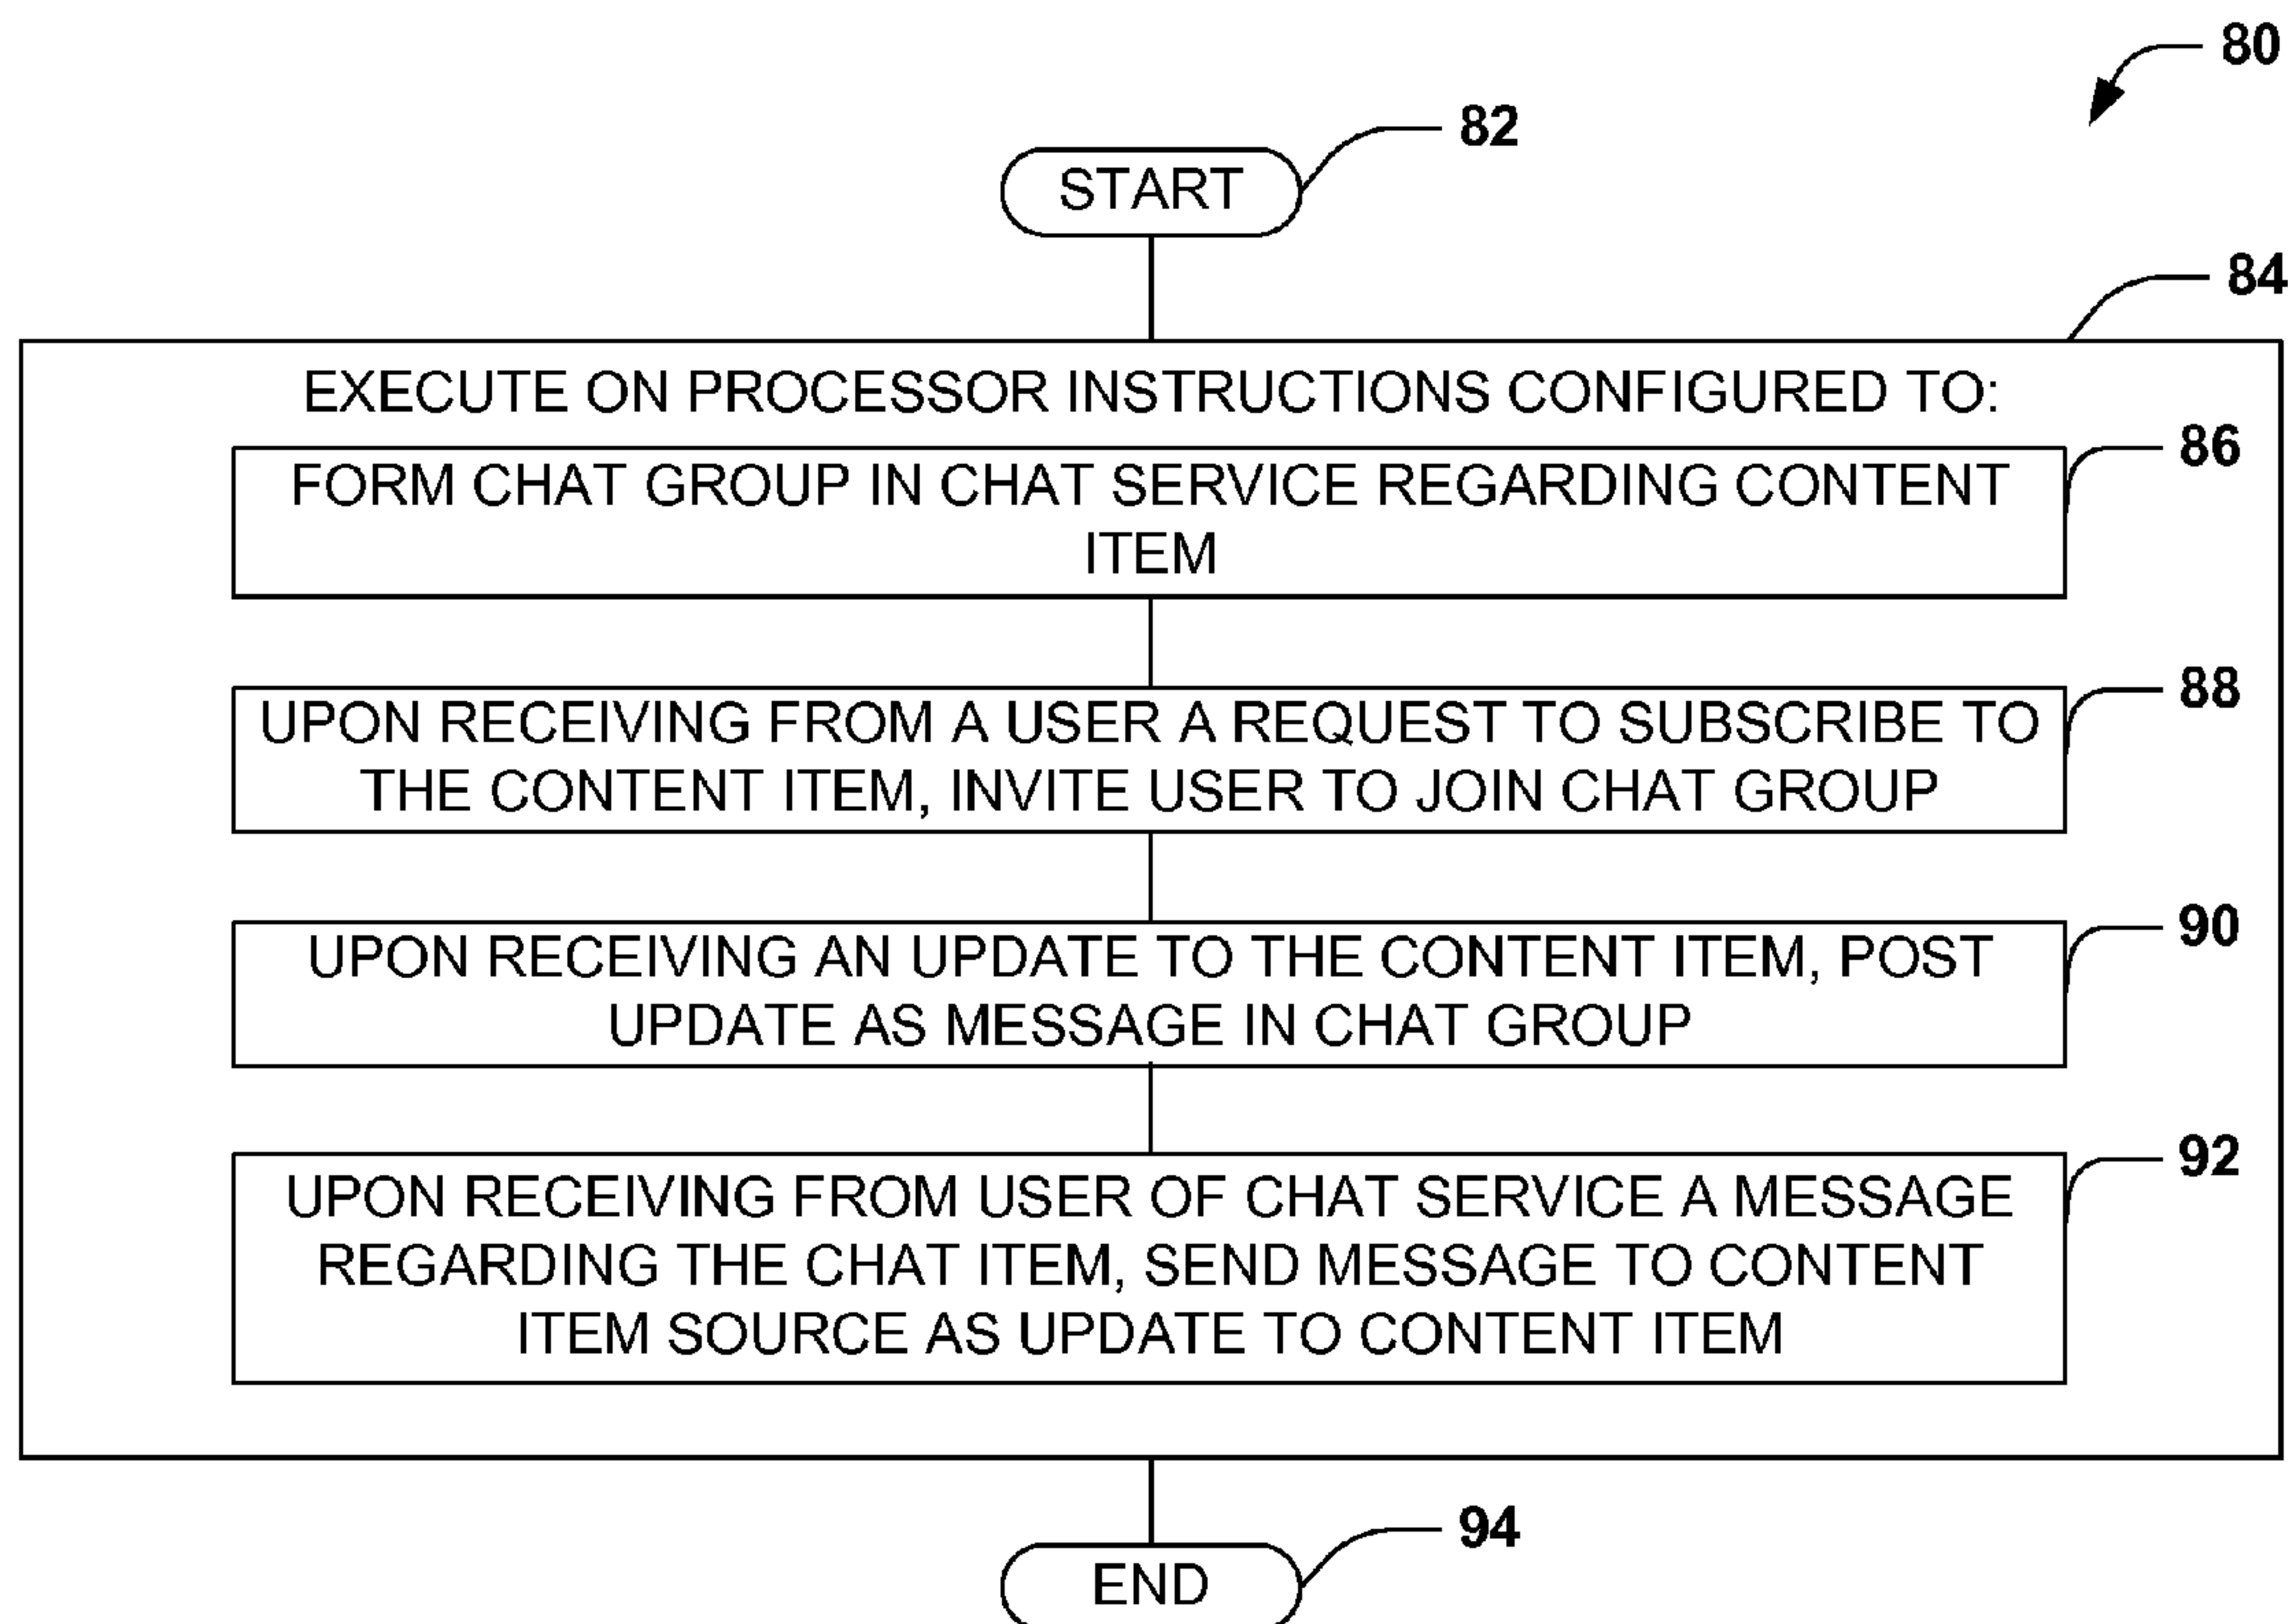 80
82
START
84
EXECUTE ON PROCESSOR INSTRUCTIONS CONFIGURED TO:
86
FORM CHAT GROUP IN CHAT SERVICE REGARDING CONTENT
ITEM
88
UPON RECEIVING FROM A USER A REQUEST TO SUBSCRIBE TO
THE CONTENT ITEM, INVITE USER TO JOIN CHAT GROUP
90
UPON RECEIVING AN UPDATE TO THE CONTENT ITEM, POST
UPDATE AS MESSAGE IN CHAT GROUP
92
UPON RECEIVING FROM USER OF CHAT SERVICE A MESSAGE
REGARDING THE CHAT ITEM, SEND MESSAGE TO CONTENT
ITEM SOURCE AS UPDATE TO CONTENT ITEM
94
END